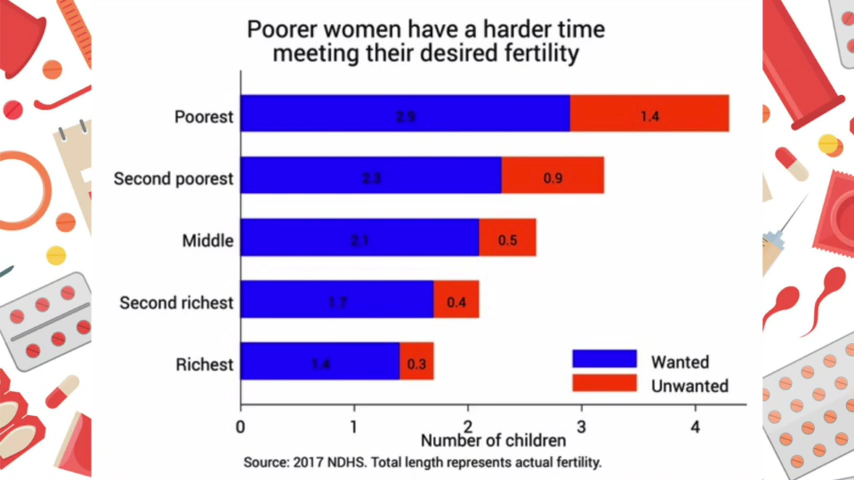 Poorer women have a harder time
meeting their desired fertility
Poorest 2.9 1.4
Second poorest 2.3 0.9
Middle 2.1 0.5
Second richest 1.7 0.4
Richest 1.4 0.3
Wanted
Unwanted
0 1 2 3 4
Number of children
Source: 2017 NDHS. Total length represents actual fertility.